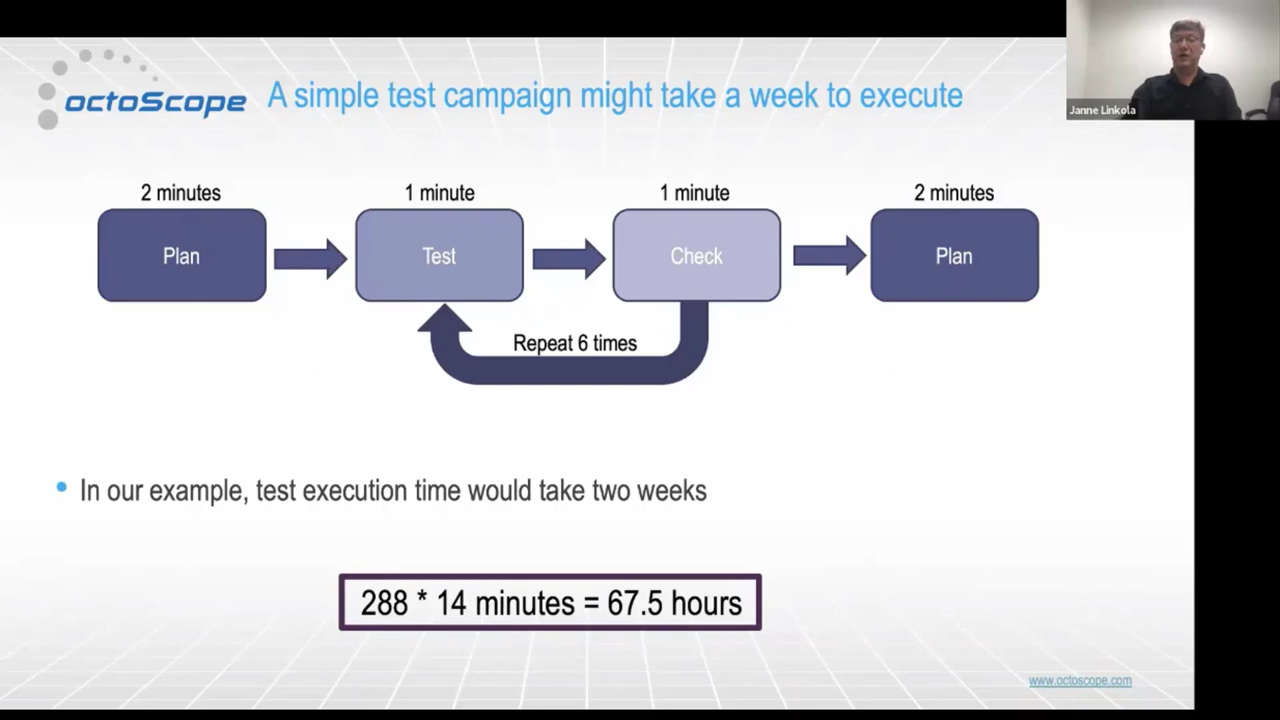 octoScope
A simple test campaign might take a week to execute
Janne Linkola
2 minutes
1 minute
1 minute
2 minutes
Plan
Test
Check
Plan
Repeat 6 times
• In our example, test execution time would take two weeks
288 * 14 minutes = 67.5 hours
www.octoscope.com